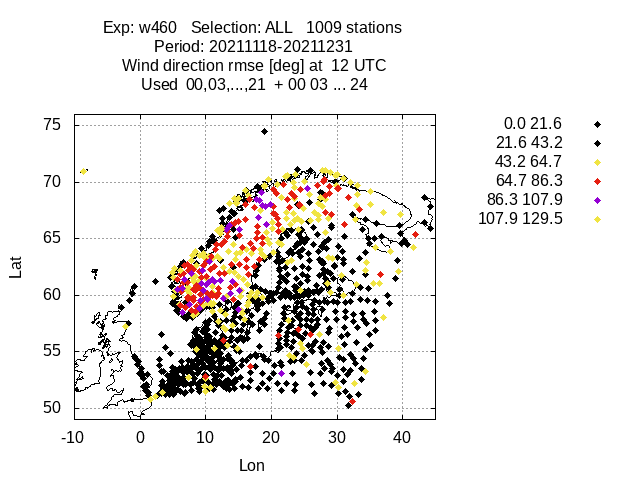 Exp: w460 Selection: ALL 1009 stations
Period: 20211118-20211231
Wind direction rmse [deg] at 12 UTC
Used 00,03,...,21 + 00 03 ... 24
0.0 21.6
21.6 43.2
43.2 64.7
64.7 86.3
86.3 107.9
107.9 129.5
75
70
65
60
55
50
Lat
-10 0 10 20 30 40
Lon